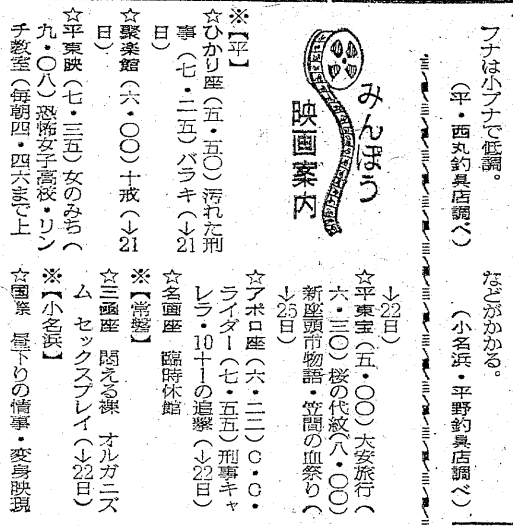 フナは小ブナで低調。
(平・西丸釣具店調べ)
などがかかる。
(小名浜・平野釣具店調べ)
みんぽう
映画案内
※【平】
☆ひかり座(五・五〇)汚れた刑
事(七・二五)バラキ(↓21
日)
☆聚楽館(六・〇〇)十戒(↓21
日)
☆平東映(七・三五)女のみち(
九・〇八)恐怖女子高校・リン
チ教室(毎朝四・四六まで上
↓22日)
☆平東宝(五・〇〇)大安旅行(
六・三〇)桜の代紋(八・〇〇)
新座頭市物語・笠間の血祭り(
↓25日)
☆アポロ座(六・二二)C・C・
ライダー(七・五五)刑事キャ
レラ・10+1の追撃(↓22日)
☆名画座 臨時休館
※【常磐】
☆三函座 悶える裸 オルガニズ
ム セックスプレイ(↓22日)
※【小名浜】
☆国際 昼下りの情事・変身映現